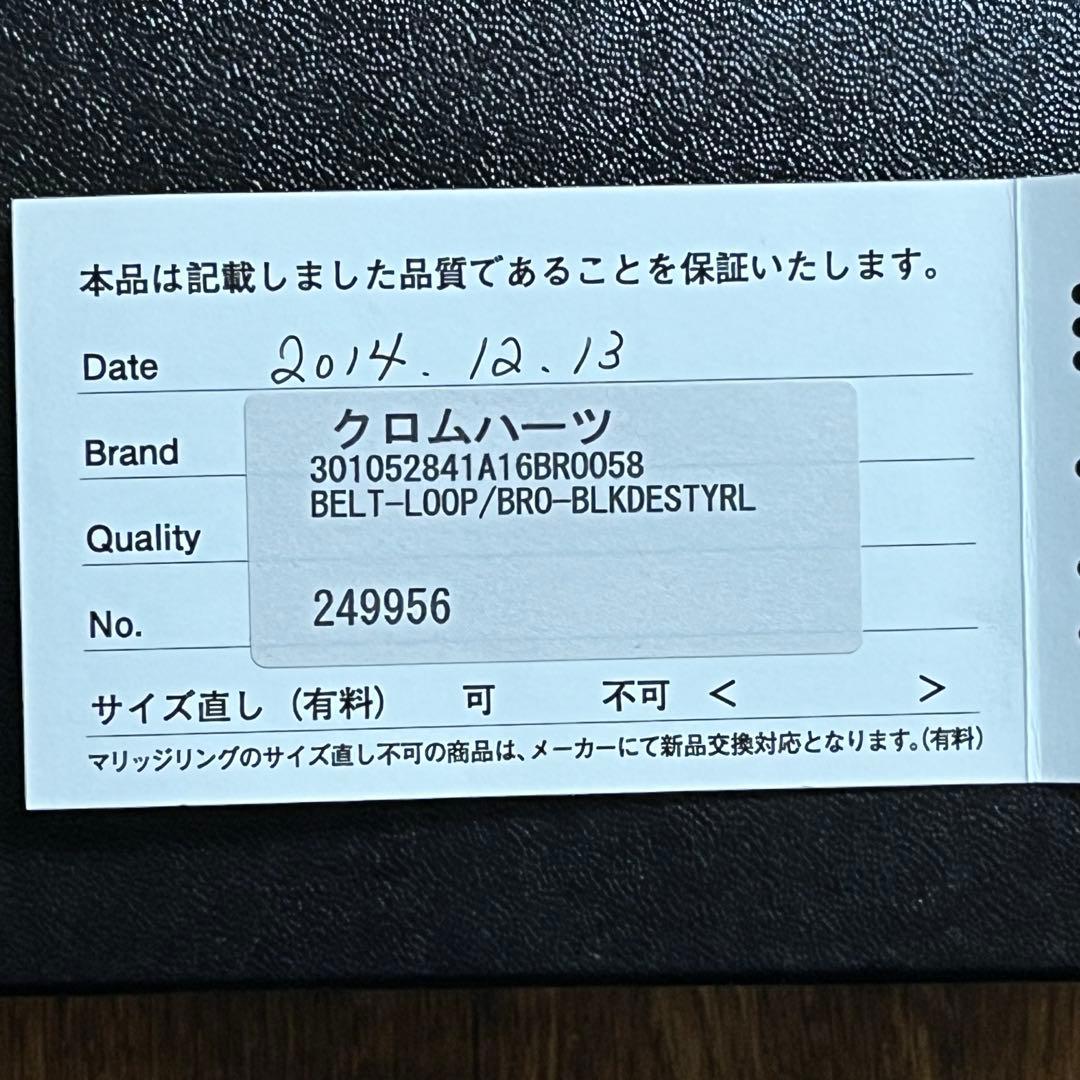 本品は記載しました品質であることを保証いたします。
Date 2014.12.13
Brand クロムハーツ
301052841A16BR0058
BELT-LOOP/BRO-BLKDESTYRL
Quality
No. 249956
サイズ直し(有料) 可 不可 < >
マリッジリングのサイズ直し不可の商品は、メーカーにて新品交換対応となります。(有料)